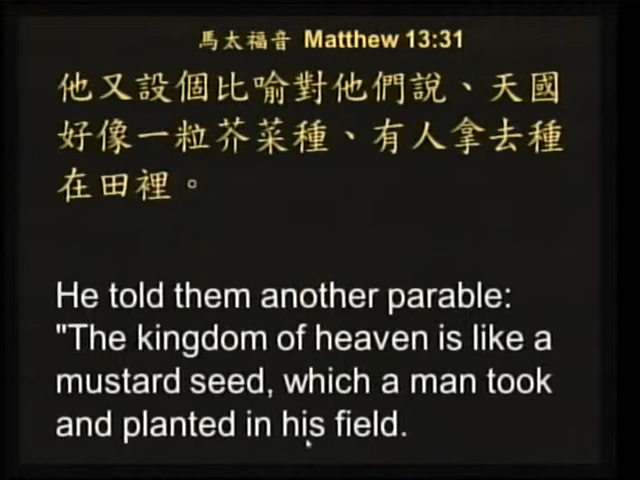 馬太福音 Matthew 13:31
他又設個比喻對他們說、天國
好像一粒芥菜種、有人拿去種
在田裡。
He told them another parable:
"The kingdom of heaven is like a
mustard seed, which a man took
and planted in his field.